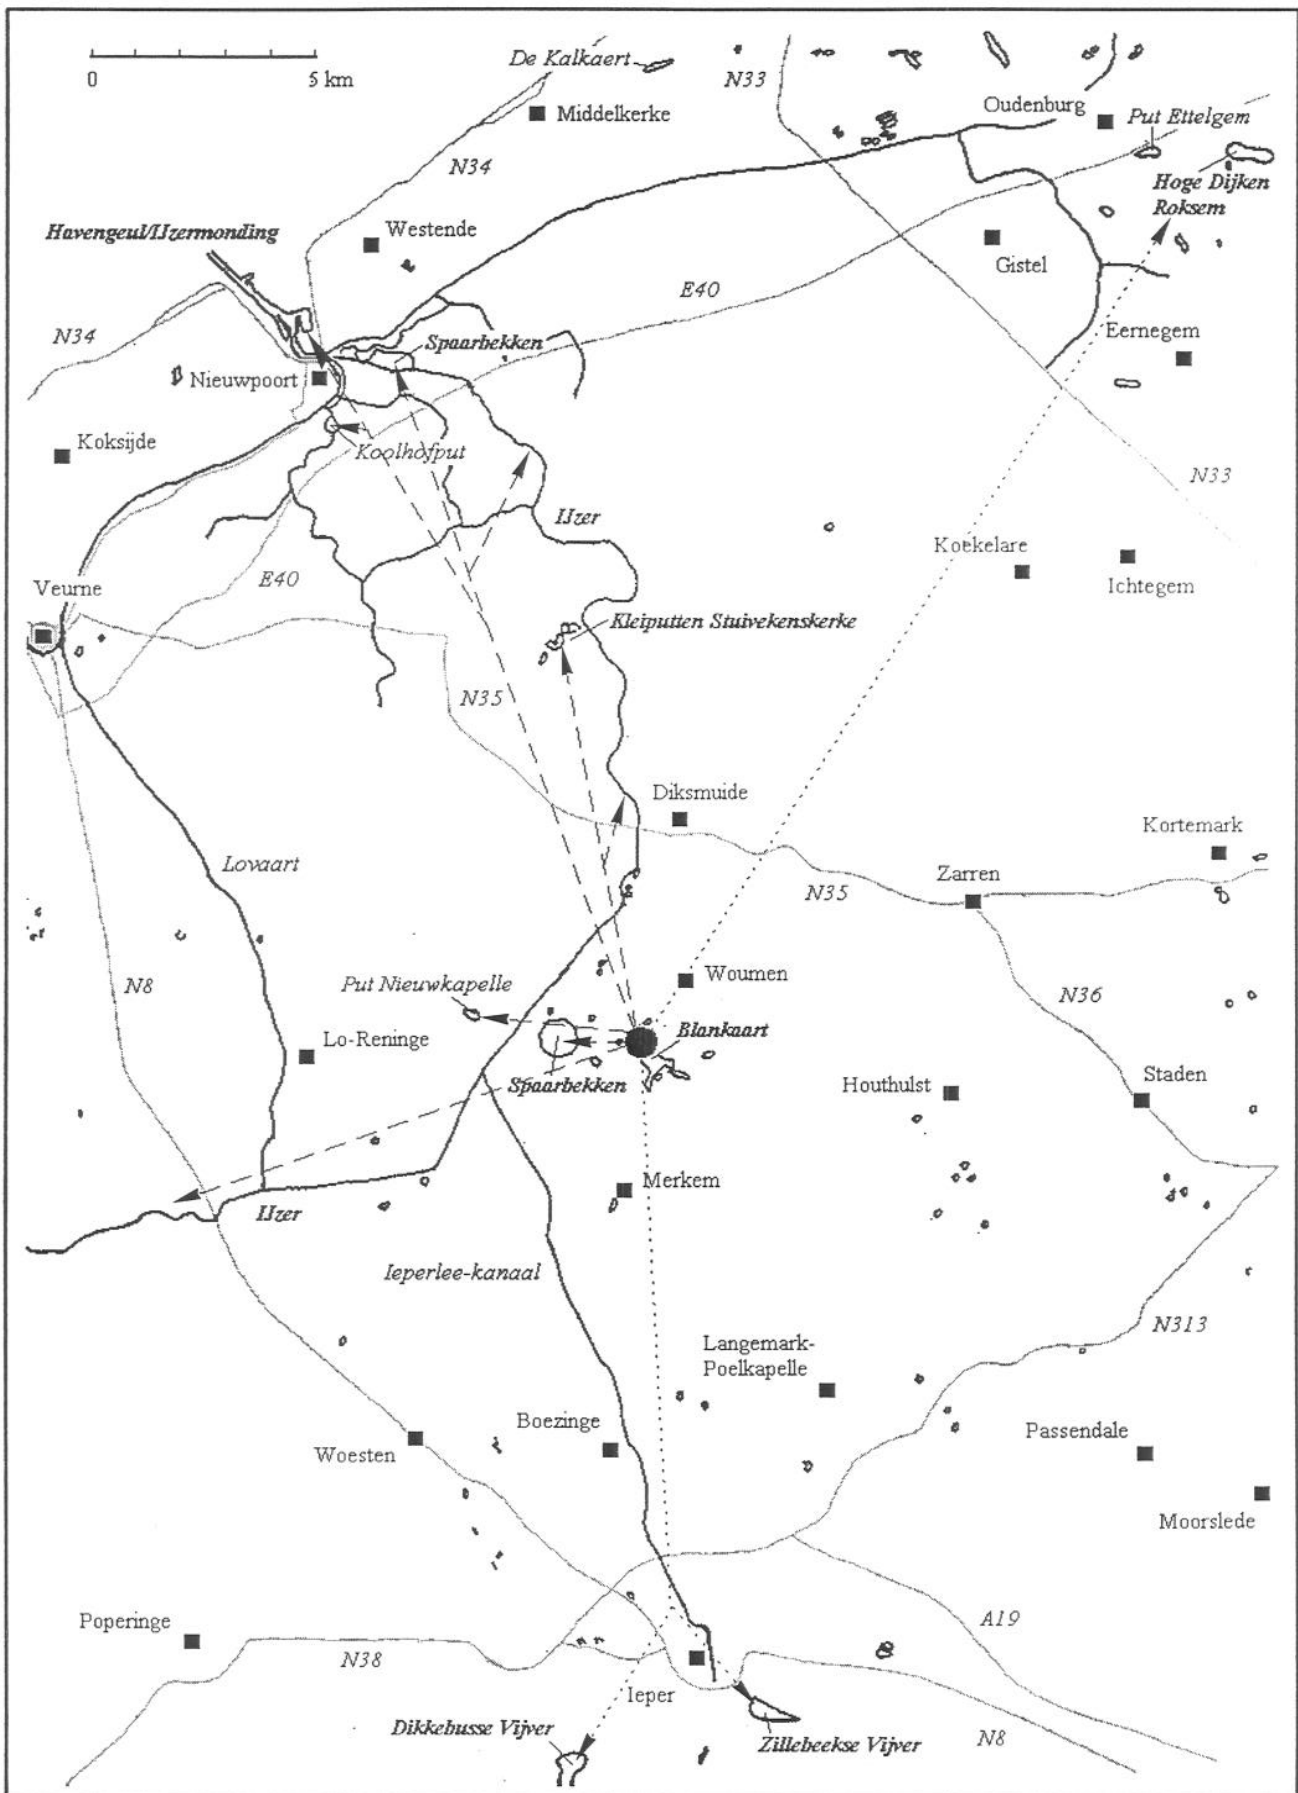 De Kalkaert
N33
0
5 km
Middelkerke
Oudenburg
Put Ettelgem
N34
Hoge Dijken
Roksem
Havengeul/IJzermonding
Westende
Gistel
E40
N34
Spaarbekken
Eernegem
Nieuwpoort
Koksijde
Koolhofput
N33
IJzer
Koekelare
Ichtegem
E40
Veurne
Kleiputten Stuivekenskerke
N35
Diksmuide
Kortemark
Lovaart
N35
Zarren
Woumen
Put Nieuwkapelle
N8
N36
Blankaart
Lo-Reninge
Spaarbekken
Houthulst
Staden
Merkem
IJzer
Ieperlee-kanaal
N313
Langemark-
Poelkapelle
Boezinge
Passendale
Woesten
Moorslede
Poperinge
A19
N38
Ieper
Dikkebusse Vijver
Zillebeekse Vijver
N8